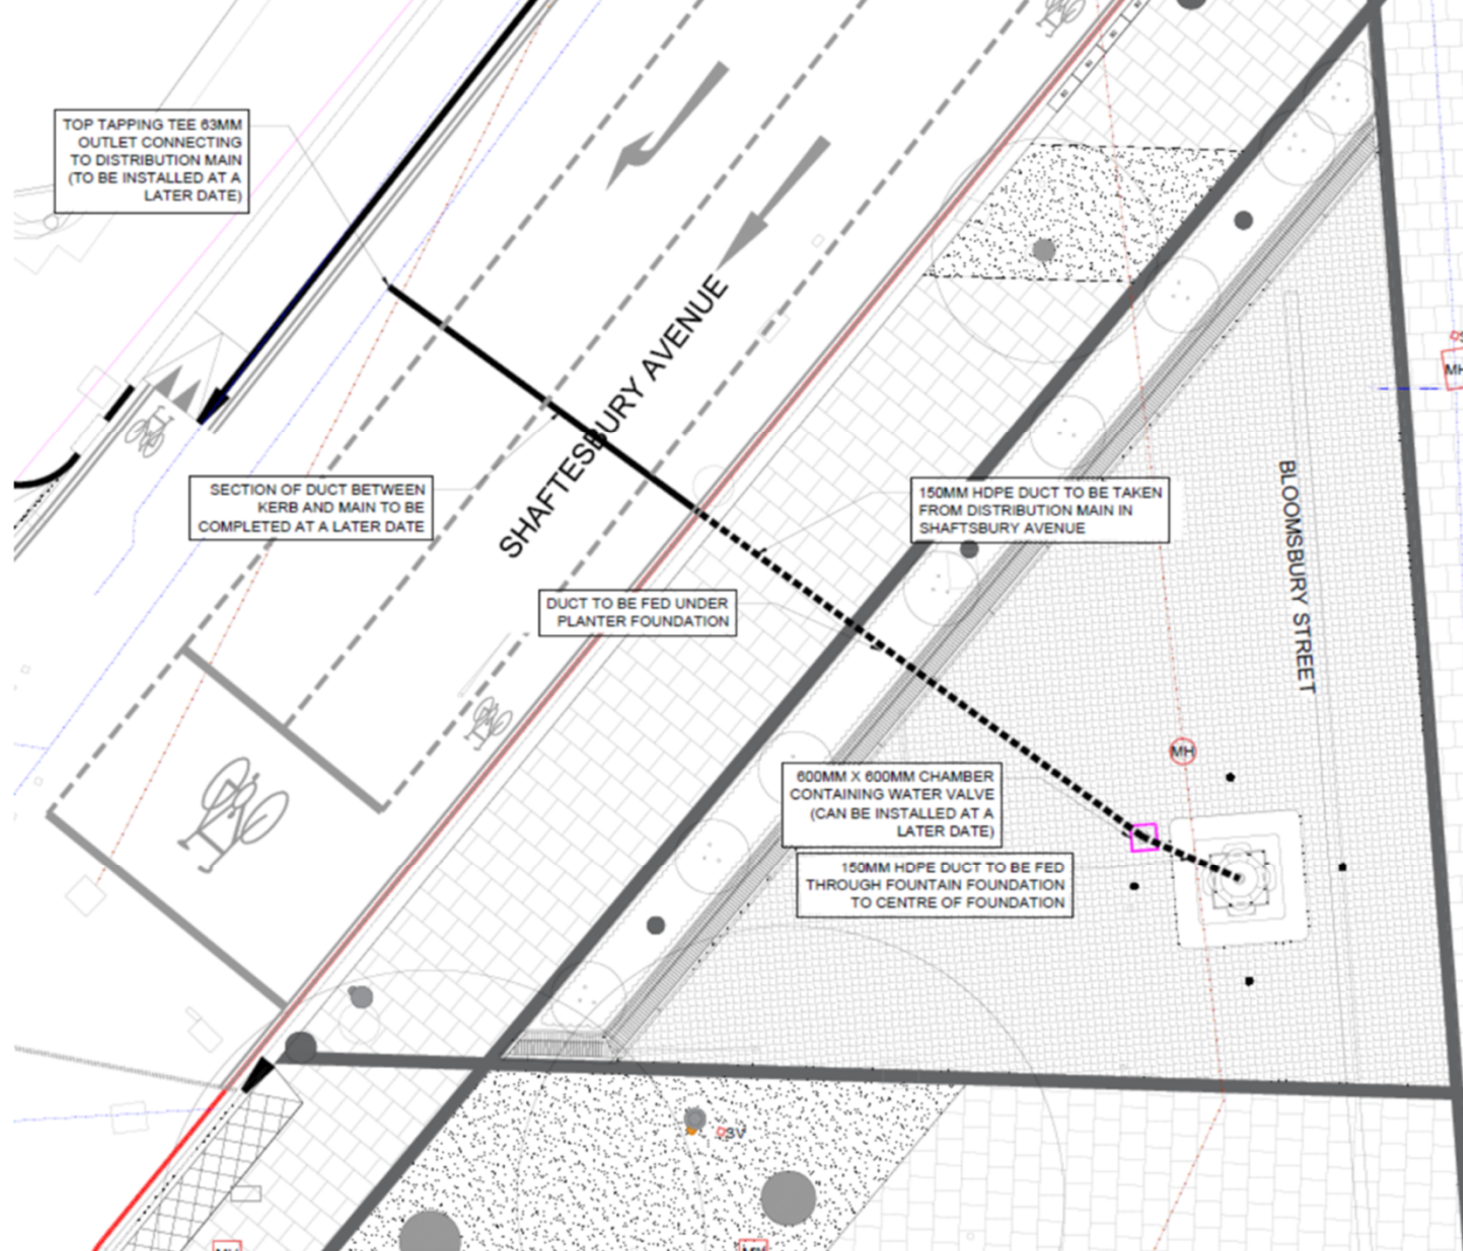 TOP TAPPING TEE 63MM
OUTLET CONNECTING
TO DISTRIBUTION MAIN
(TO BE INSTALLED AT A
LATER DATE)
SHAFTESBURY AVENUE
MH
SECTION OF DUCT BETWEEN
KERB AND MAIN TO BE
COMPLETED AT A LATER DATE
150MM HDPE DUCT TO BE TAKEN
FROM DISTRIBUTION MAIN IN
SHAFTSBURY AVENUE
BLOOMSBURY STREET
DUCT TO BE FED UNDER
PLANTER FOUNDATION
MH
600MM X 600MM CHAMBER
CONTAINING WATER VALVE
(CAN BE INSTALLED AT A
LATER DATE)
150MM HDPE DUCT TO BE FED
THROUGH FOUNTAIN FOUNDATION
TO CENTRE OF FOUNDATION
SV